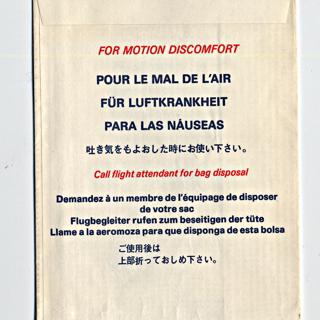 FOR MOTION DISCOMFORT
POUR LE MAL DE L'AIR
FÜR LUFTKRANKHEIT
PARA LAS NÁUSEAS
吐き気をもよおした時にお使い下さい。
Call flight attendant for bag disposal
Demandez à un membre de l'équipage de disposer
de votre sac
Flugbegleiter rufen zum beseitigen der tüte
Llame a la aeromoza para que disponga de esta bolsa
ご使用後は
上部折っておしめ下さい。